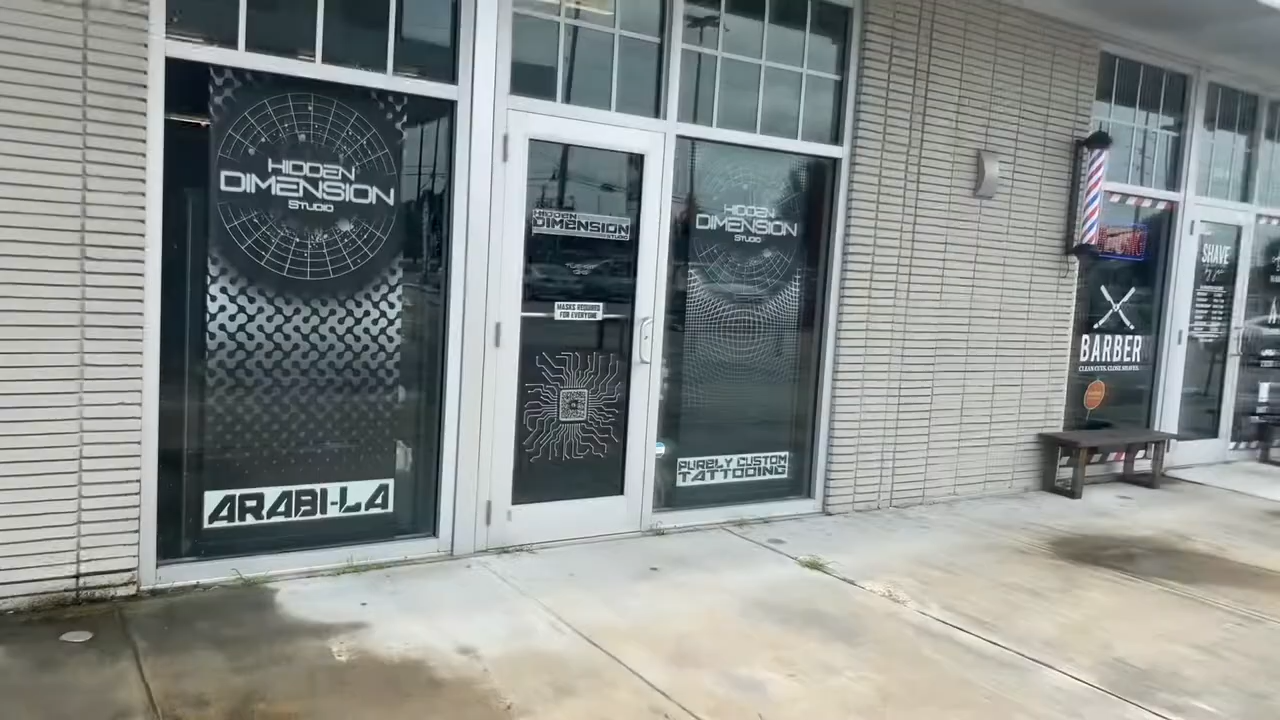 HIDDEN
DIMENSION
STUDIO
ARABI-LA
HIDDEN
DIMENSION
STUDIO
MASKS REQUIRED
FOR EVERYONE
HIDDEN
DIMENSION
STUDIO
PURELY CUSTOM
TATTOOING
BARBER
CLEAN CUTS. CLOSE SHAVES.
SHAVE